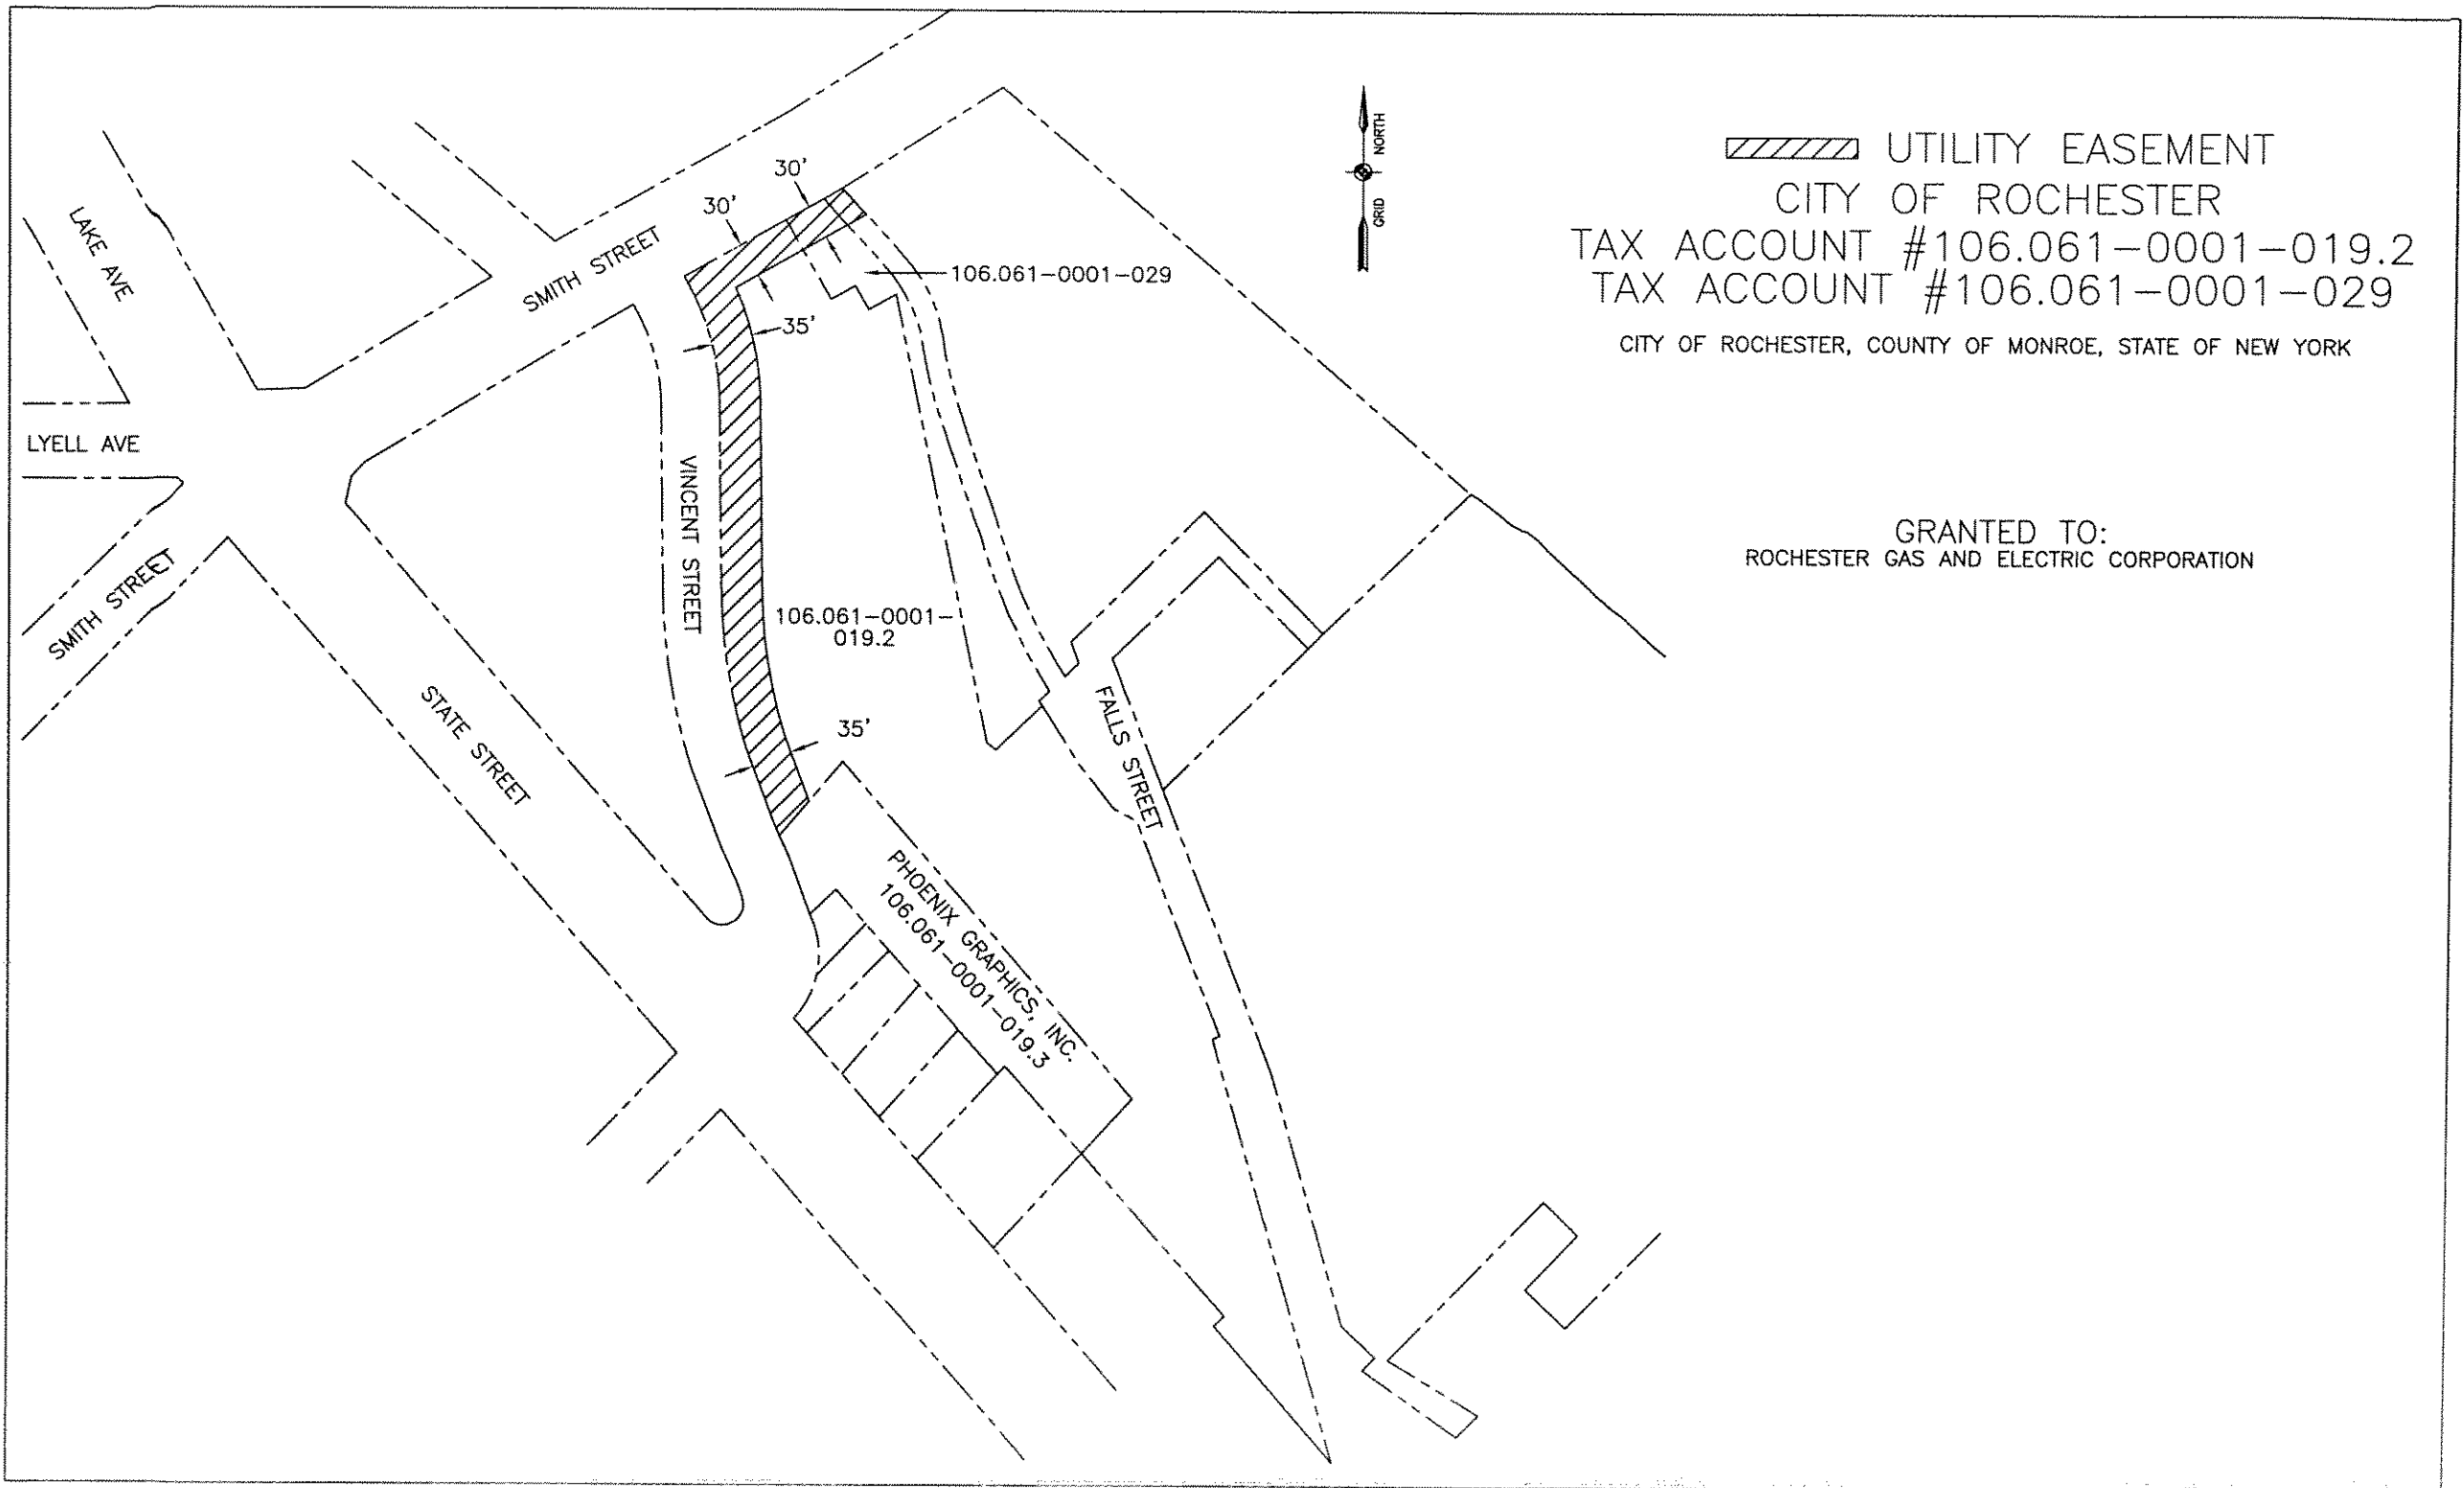 UTILITY EASEMENT
CITY OF ROCHESTER
TAX ACCOUNT #106.061-0001-019.2
TAX ACCOUNT #106.061-0001-029
CITY OF ROCHESTER, COUNTY OF MONROE, STATE OF NEW YORK
GRANTED TO:
ROCHESTER GAS AND ELECTRIC CORPORATION
NORTH
GRID
30'
30'
LAKE AVE
SMITH STREET
106.061-0001-029
35'
LYELL AVE
VINCENT STREET
SMITH STREET
106.061-0001-
019.2
STATE STREET
35'
FALLS STREET
PHOENIX GRAPHICS, INC.
106.061-0001-019.3